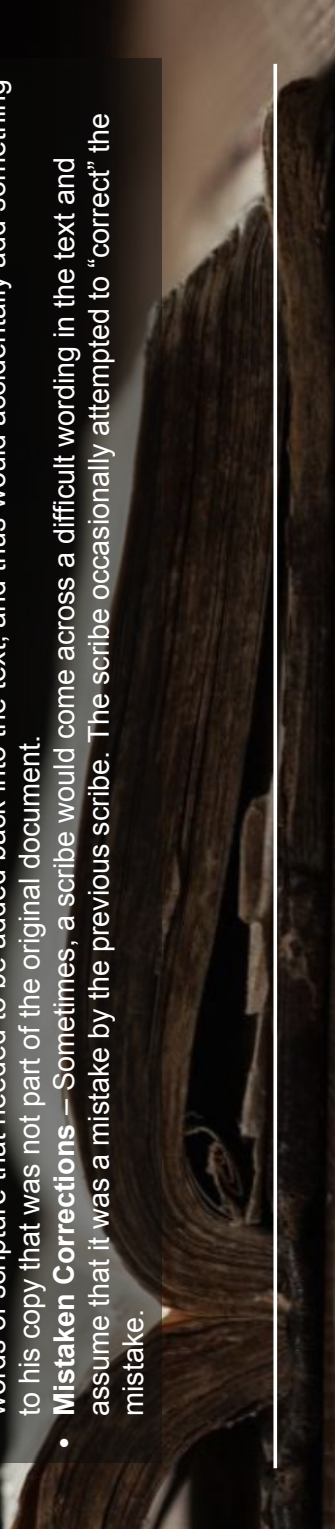 words of scripture that needed to be added back into the text, and thus would accidentally add something
to his copy that was not part of the original document.
• Mistaken Corrections – Sometimes, a scribe would come across a difficult wording in the text and
assume that it was a mistake by the previous scribe. The scribe occasionally attempted to “correct” the
mistake.